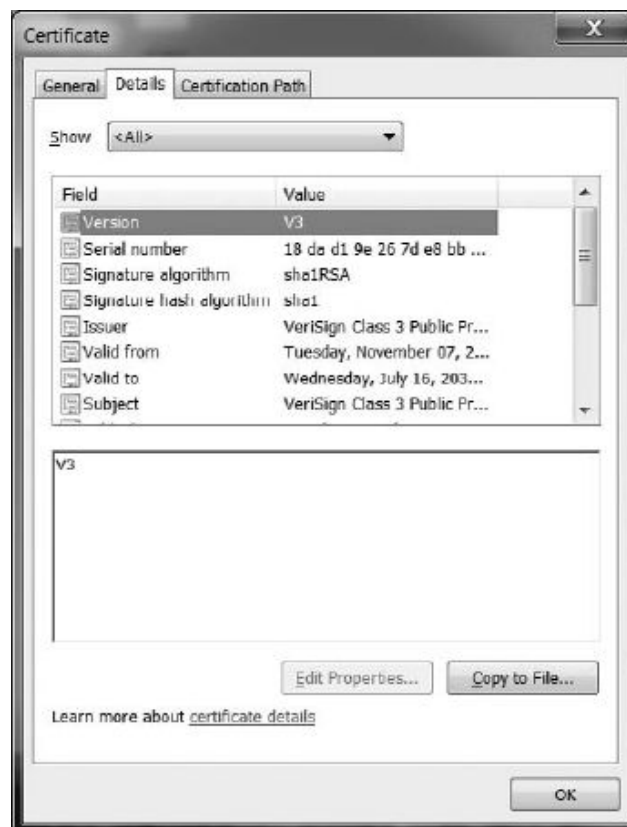 Certificate
X
General Details Certification Path
Show <All>
Field Value
Version V3
Serial number 18 da d1 9e 26 7d e8 bb ...
Signature algorithm sha1RSA
Signature hash algorithm sha1
Issuer VeriSign Class 3 Public Pr...
Valid from Tuesday, November 07, 2...
Valid to Wednesday, July 16, 203...
Subject VeriSign Class 3 Public Pr...
V3
Edit Properties... Copy to File...
Learn more about certificate details
OK